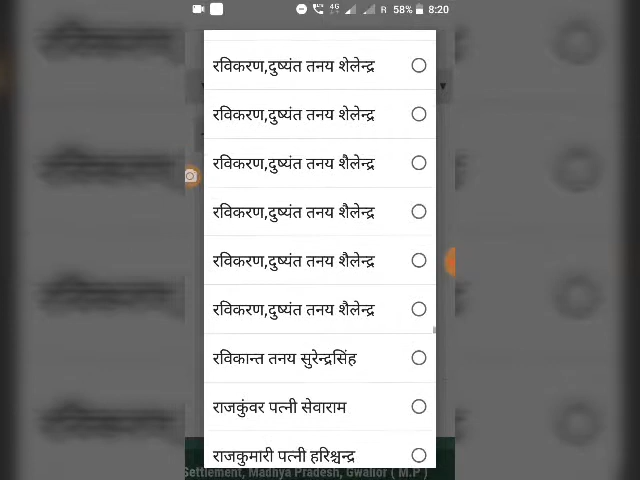 4G R 58% 8:20
रविकरण,दुष्यंत तनय शेलेन्द्र
रविकरण,दुष्यंत तनय शेलेन्द्र
रविकरण,दुष्यंत तनय शैलेन्द्र
रविकरण,दुष्यंत तनय शैलेन्द्र
रविकरण,दुष्यंत तनय शैलेन्द्र
रविकरण,दुष्यंत तनय शैलेन्द्र
रविकान्त तनय सुरेन्द्रसिंह
राजकुंवर पत्नी सेवाराम
राजकुमारी पत्नी हरिश्चन्द्र
Settlement, Madhya Pradesh, Gwalior ( M.P )